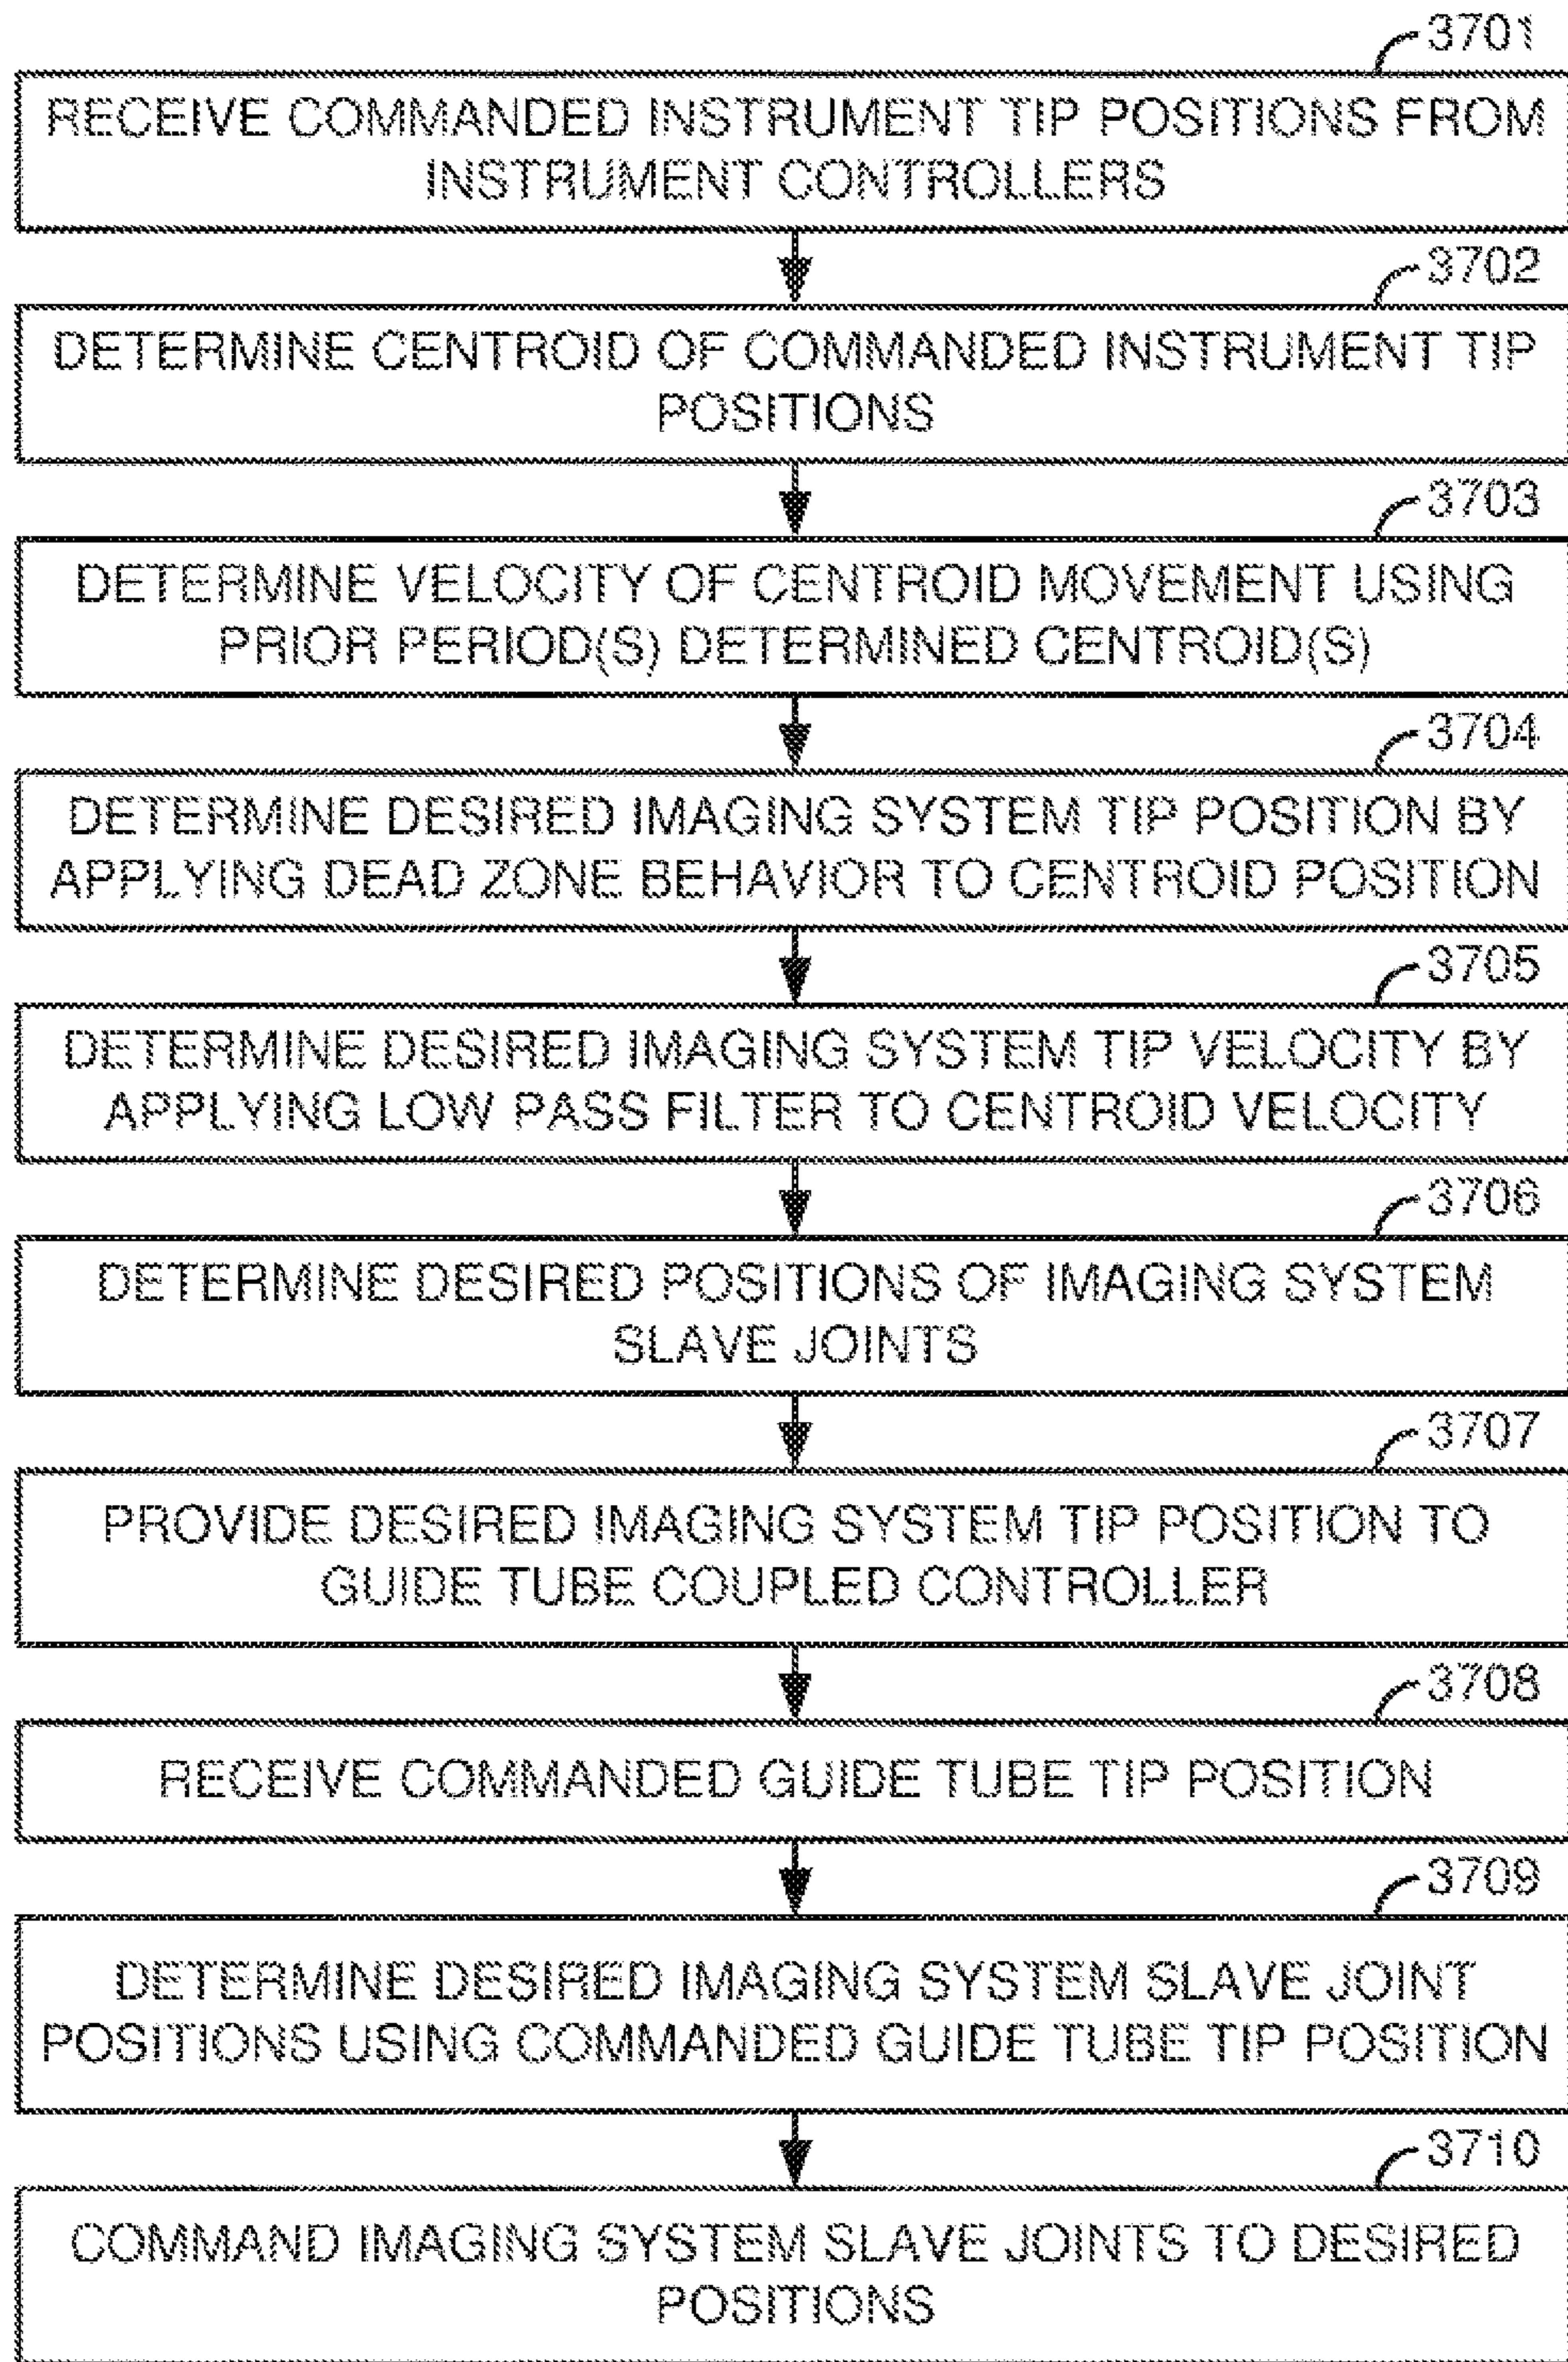 3701
RECEIVE COMMANDED INSTRUMENT TIP POSITIONS FROM
INSTRUMENT CONTROLLERS
3702
DETERMINE CENTROID OF COMMANDED INSTRUMENT TIP
POSITIONS
3703
DETERMINE VELOCITY OF CENTROID MOVEMENT USING
PRIOR PERIOD(S) DETERMINED CENTROID(S)
3704
DETERMINE DESIRED IMAGING SYSTEM TIP POSITION BY
APPLYING DEAD ZONE BEHAVIOR TO CENTROID POSITION
3705
DETERMINE DESIRED IMAGING SYSTEM TIP VELOCITY BY
APPLYING LOW PASS FILTER TO CENTROID VELOCITY
3706
DETERMINE DESIRED POSITIONS OF IMAGING SYSTEM
SLAVE JOINTS
3707
PROVIDE DESIRED IMAGING SYSTEM TIP POSITION TO
GUIDE TUBE COUPLED CONTROLLER
3708
RECEIVE COMMANDED GUIDE TUBE TIP POSITION
3709
DETERMINE DESIRED IMAGING SYSTEM SLAVE JOINT
POSITIONS USING COMMANDED GUIDE TUBE TIP POSITION
3710
COMMAND IMAGING SYSTEM SLAVE JOINTS TO DESIRED
POSITIONS